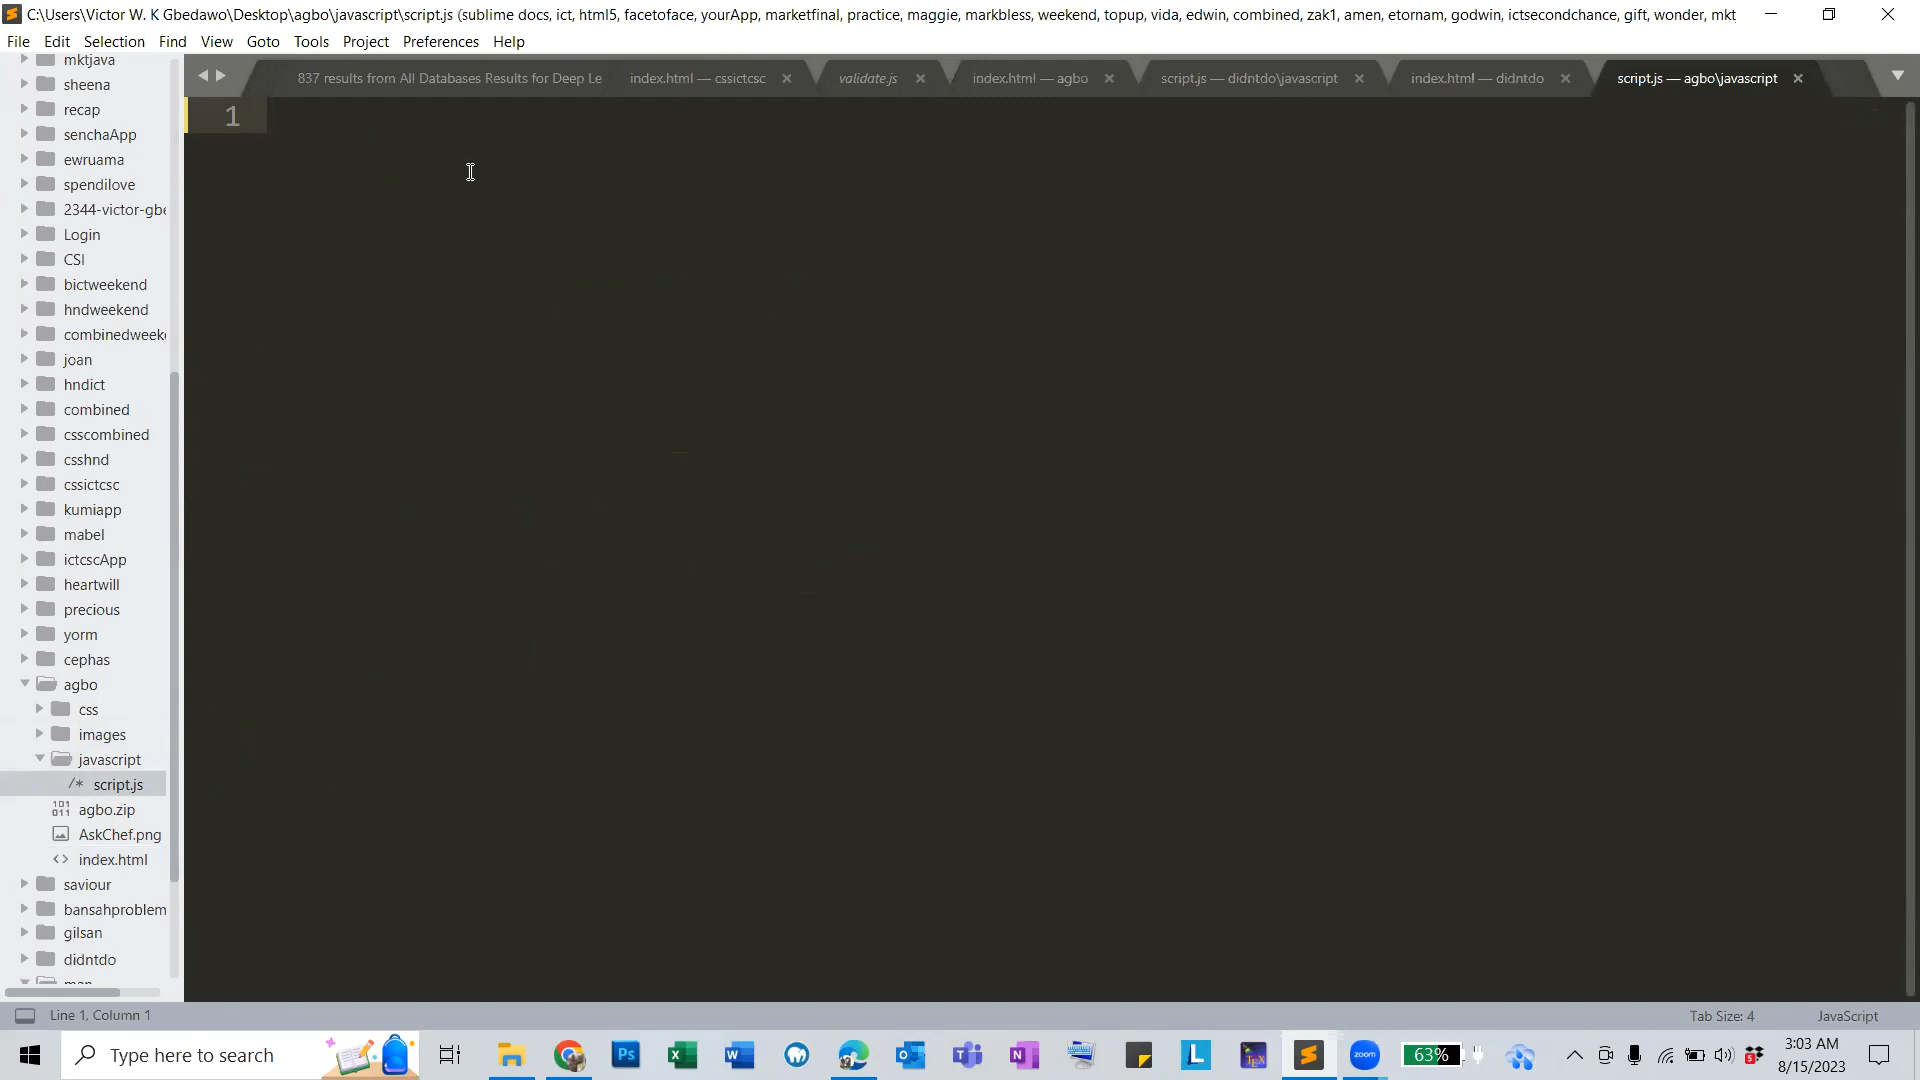 C:\Users\Victor W. K Gbedawo\Desktop\agbo\javascript\script.js (sublime docs, ict, html5, facetoface, yourApp, marketfinal, practice, maggie, markbless, weekend, topup, vida, edwin, combined, zak1, amen, etornam, godwin, ictsecondchance, gift, wonder, mkt
File Edit Selection Find View Goto Tools Project Preferences Help
837 results from All Databases Results for Deep Le index.html — cssictcsc validate.js index.html — agbo script.js — didntdo\javascript index.html — didntdo script.js — agbo\javascript
1
mktjava
sheena
recap
senchaApp
ewruama
spendilove
2344-victor-gbe
Login
CSI
bictweekend
hndweekend
combinedweeke
joan
hndict
combined
csscombined
csshnd
cssictcsc
kumiapp
mabel
ictcscApp
heartwill
precious
yorm
cephas
agbo
css
images
javascript
/* script.js
agbo.zip
AskChef.png
<> index.html
saviour
bansahproblem
gilsan
didntdo
man
Line 1, Column 1 Tab Size: 4 JavaScript
Type here to search 63% 3:03 AM
8/15/2023